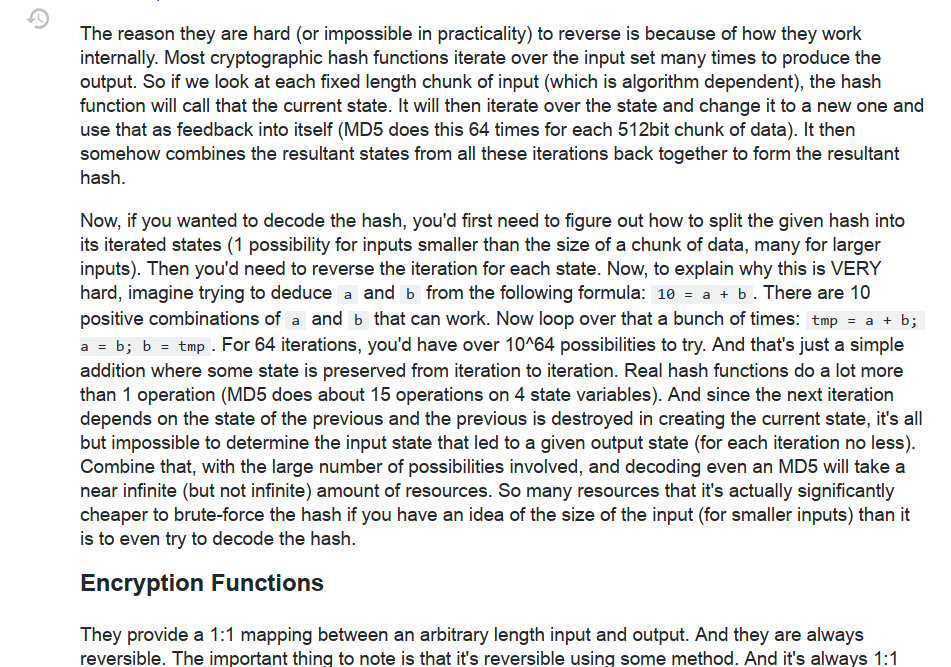 The reason they are hard (or impossible in practicality) to reverse is because of how they work
internally. Most cryptographic hash functions iterate over the input set many times to produce the
output. So if we look at each fixed length chunk of input (which is algorithm dependent), the hash
function will call that the current state. It will then iterate over the state and change it to a new one and
use that as feedback into itself (MD5 does this 64 times for each 512bit chunk of data). It then
somehow combines the resultant states from all these iterations back together to form the resultant
hash.
Now, if you wanted to decode the hash, you'd first need to figure out how to split the given hash into
its iterated states (1 possibility for inputs smaller than the size of a chunk of data, many for larger
inputs). Then you'd need to reverse the iteration for each state. Now, to explain why this is VERY
hard, imagine trying to deduce a and b from the following formula: 10 = a + b. There are 10
positive combinations of a and b that can work. Now loop over that a bunch of times: tmp = a + b;
a = b; b = tmp. For 64 iterations, you'd have over 10^64 possibilities to try. And that's just a simple
addition where some state is preserved from iteration to iteration. Real hash functions do a lot more
than 1 operation (MD5 does about 15 operations on 4 state variables). And since the next iteration
depends on the state of the previous and the previous is destroyed in creating the current state, it's all
but impossible to determine the input state that led to a given output state (for each iteration no less).
Combine that, with the large number of possibilities involved, and decoding even an MD5 will take a
near infinite (but not infinite) amount of resources. So many resources that it's actually significantly
cheaper to brute-force the hash if you have an idea of the size of the input (for smaller inputs) than it
is to even try to decode the hash.
Encryption Functions
They provide a 1:1 mapping between an arbitrary length input and output. And they are always
reversible. The important thing to note is that it's reversible using some method. And it's always 1:1